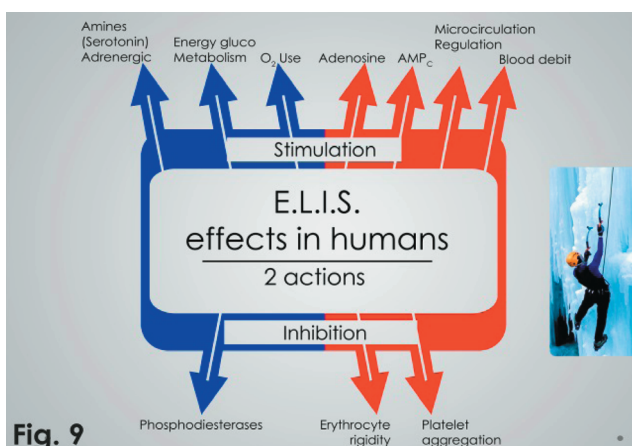 Amines
(Serotonin)
Adrenergic
Energy gluco
Metabolism
O2 Use
Adenosine
AMPC
Microcirculation
Regulation
Blood debit
Stimulation
E.L.I.S.
effects in humans
2 actions
Inhibition
Phosphodiesterases
Erythrocyte
rigidity
Platelet
aggregation
Fig. 9